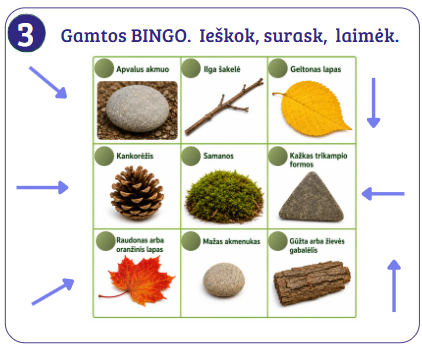 3 Gamtos BINGO. Ieškok, surask, laimėk.
Apvalus akmuo
Ilga šakelė
Geltonas lapas
Kankorėžis
Samanos
Kažkas trikampio
formos
Raudonas arba
oranžinis lapas
Mažas akmenukas
Gūžta arba žievės
gabalėlis